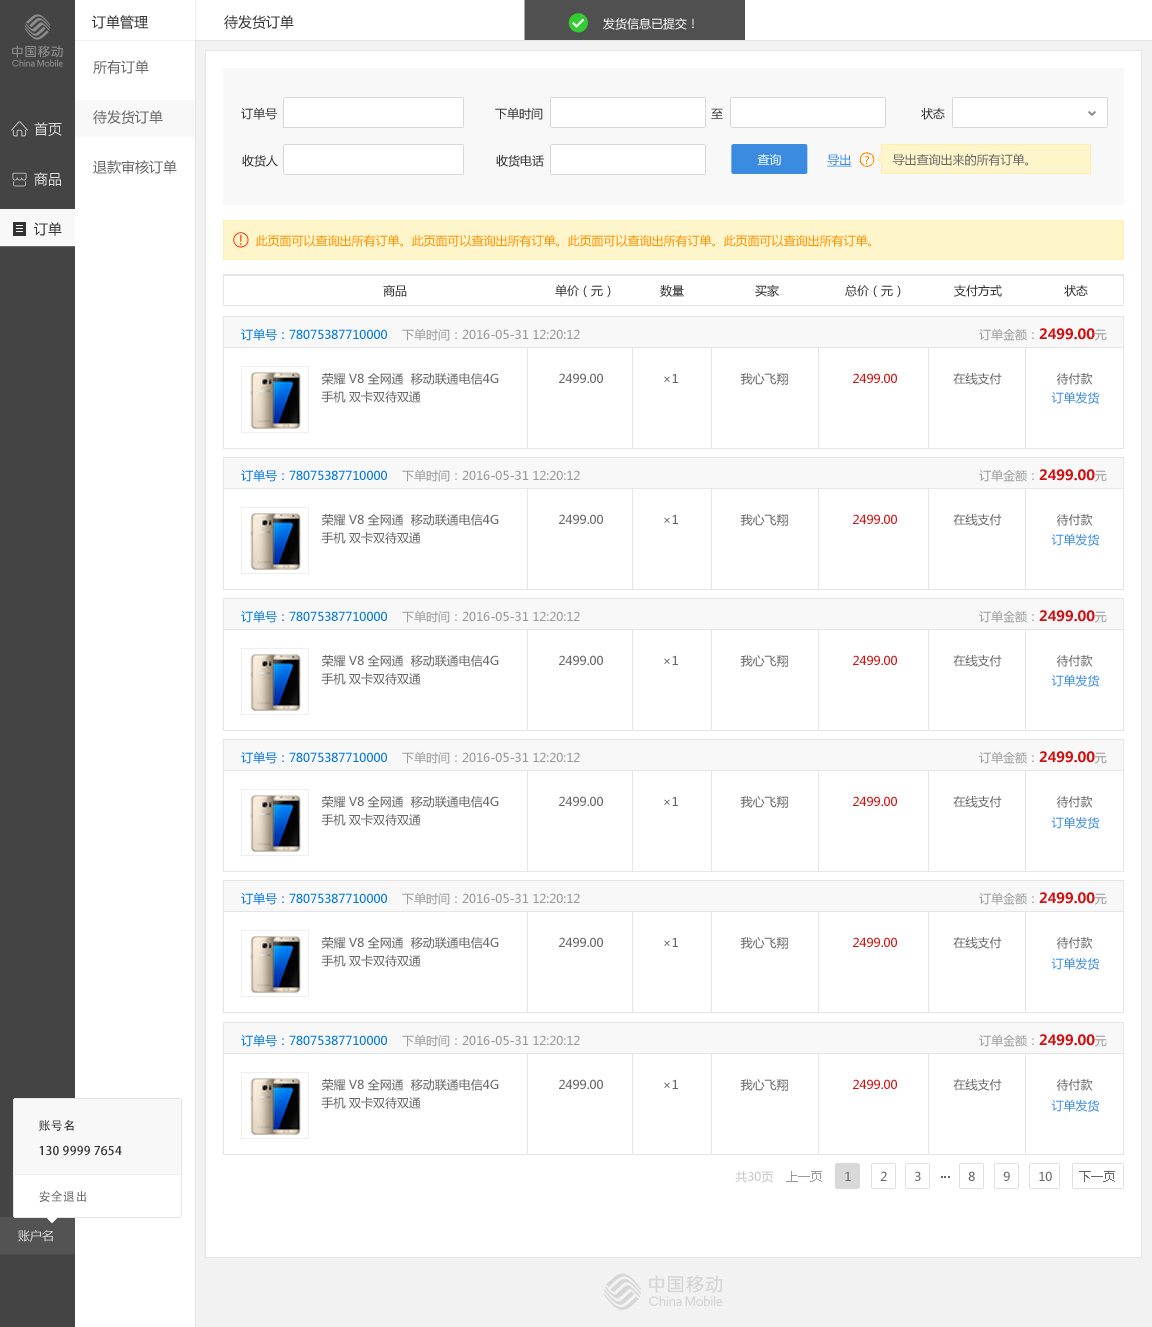 中国移动
China Mobile
首页
商品
订单
订单管理
所有订单
待发货订单
退款审核订单
待发货订单
发货信息已提交！
订单号
下单时间
至
状态
收货人
收货电话
查询
导出
?
导出查询出来的所有订单。
此页面可以查询出所有订单。此页面可以查询出所有订单。此页面可以查询出所有订单。此页面可以查询出所有订单。
商品 单价（元） 数量 买家 总价（元） 支付方式 状态
订单号：78075387710000 下单时间：2016-05-31 12:20:12 订单金额：2499.00元
荣耀 V8 全网通 移动联通电信4G 2499.00 ×1 我心飞翔 2499.00 在线支付 待付款
手机 双卡双待双通 订单发货
订单号：78075387710000 下单时间：2016-05-31 12:20:12 订单金额：2499.00元
荣耀 V8 全网通 移动联通电信4G 2499.00 ×1 我心飞翔 2499.00 在线支付 待付款
手机 双卡双待双通 订单发货
订单号：78075387710000 下单时间：2016-05-31 12:20:12 订单金额：2499.00元
荣耀 V8 全网通 移动联通电信4G 2499.00 ×1 我心飞翔 2499.00 在线支付 待付款
手机 双卡双待双通 订单发货
订单号：78075387710000 下单时间：2016-05-31 12:20:12 订单金额：2499.00元
荣耀 V8 全网通 移动联通电信4G 2499.00 ×1 我心飞翔 2499.00 在线支付 待付款
手机 双卡双待双通 订单发货
订单号：78075387710000 下单时间：2016-05-31 12:20:12 订单金额：2499.00元
荣耀 V8 全网通 移动联通电信4G 2499.00 ×1 我心飞翔 2499.00 在线支付 待付款
手机 双卡双待双通 订单发货
订单号：78075387710000 下单时间：2016-05-31 12:20:12 订单金额：2499.00元
荣耀 V8 全网通 移动联通电信4G 2499.00 ×1 我心飞翔 2499.00 在线支付 待付款
手机 双卡双待双通 订单发货
共30页 上一页 1 2 3 ··· 8 9 10 下一页
账号名
130 9999 7654
安全退出
账户名
中国移动
China Mobile